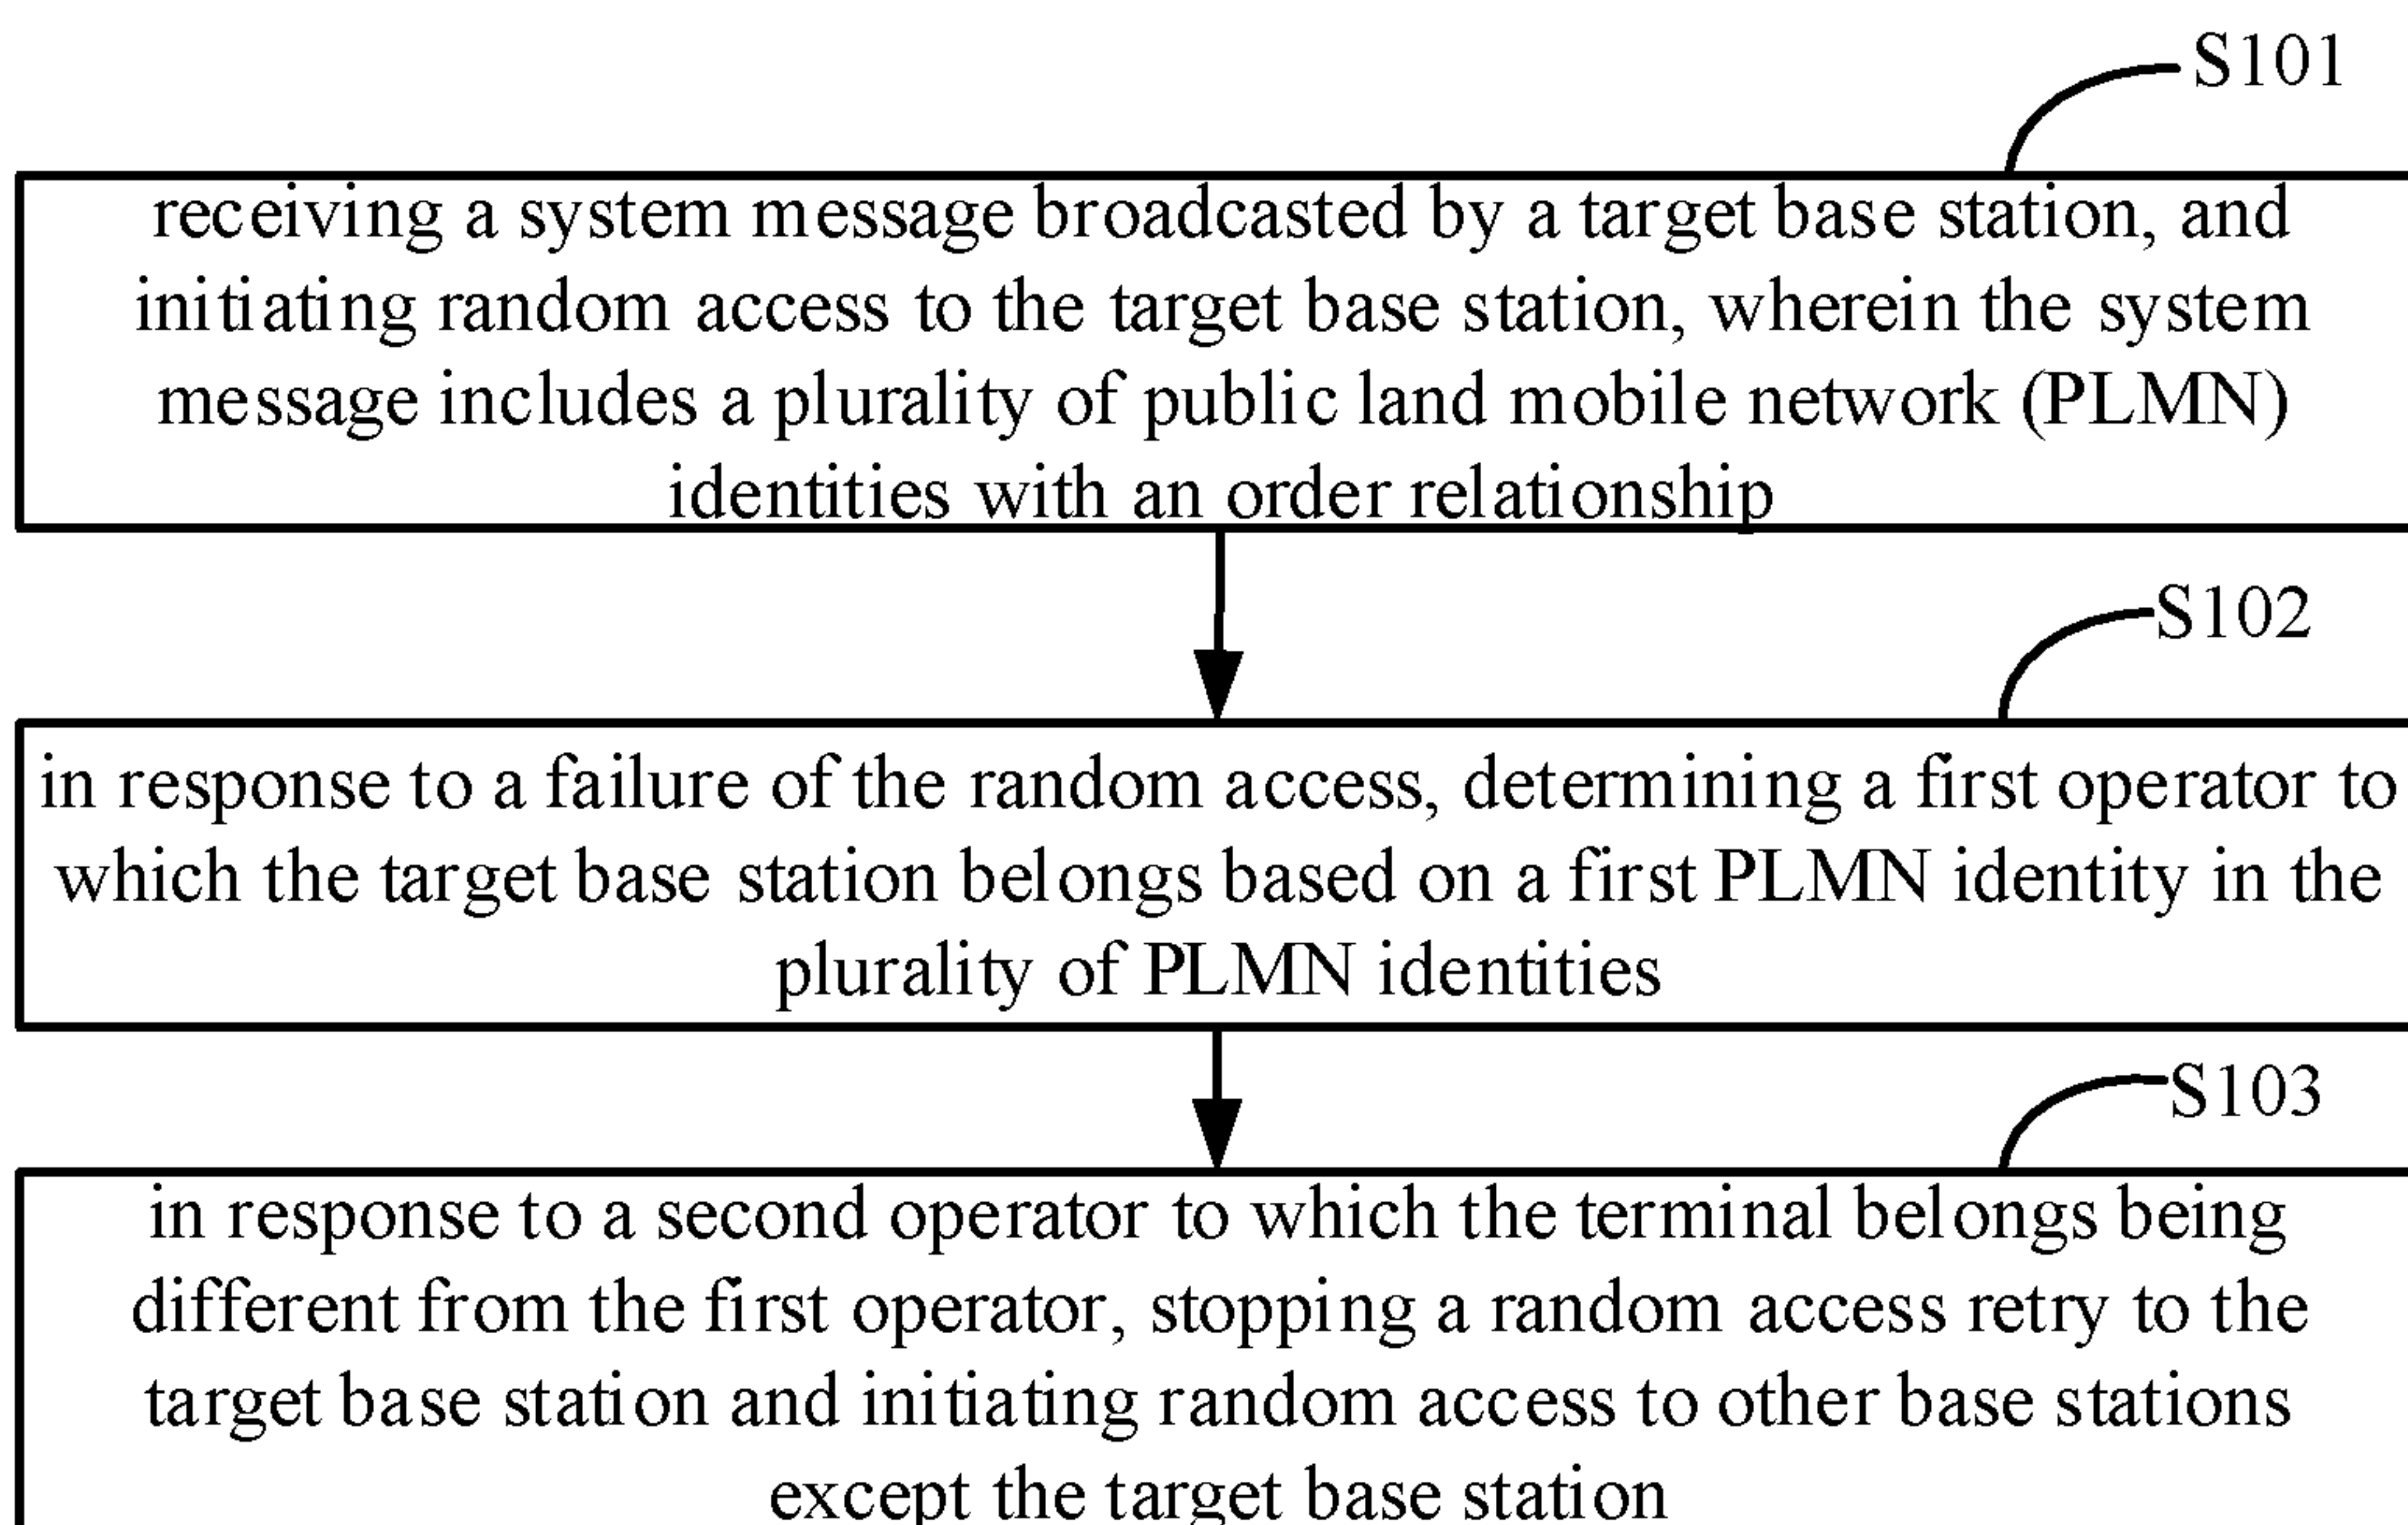 S101
receiving a system message broadcasted by a target base station, and
initiating random access to the target base station, wherein the system
message includes a plurality of public land mobile network (PLMN)
identities with an order relationship
S102
in response to a failure of the random access, determining a first operator to
which the target base station belongs based on a first PLMN identity in the
plurality of PLMN identities
S103
in response to a second operator to which the terminal belongs being
different from the first operator, stopping a random access retry to the
target base station and initiating random access to other base stations
except the target base station